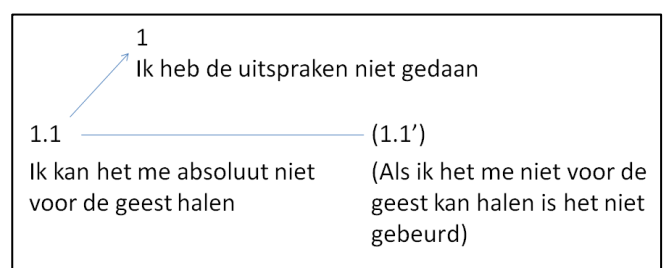 1
Ik heb de uitspraken niet gedaan
1.1
Ik kan het me absoluut niet
voor de geest halen
(1.1’)
(Als ik het me niet voor de
geest kan halen is het niet
gebeurd)